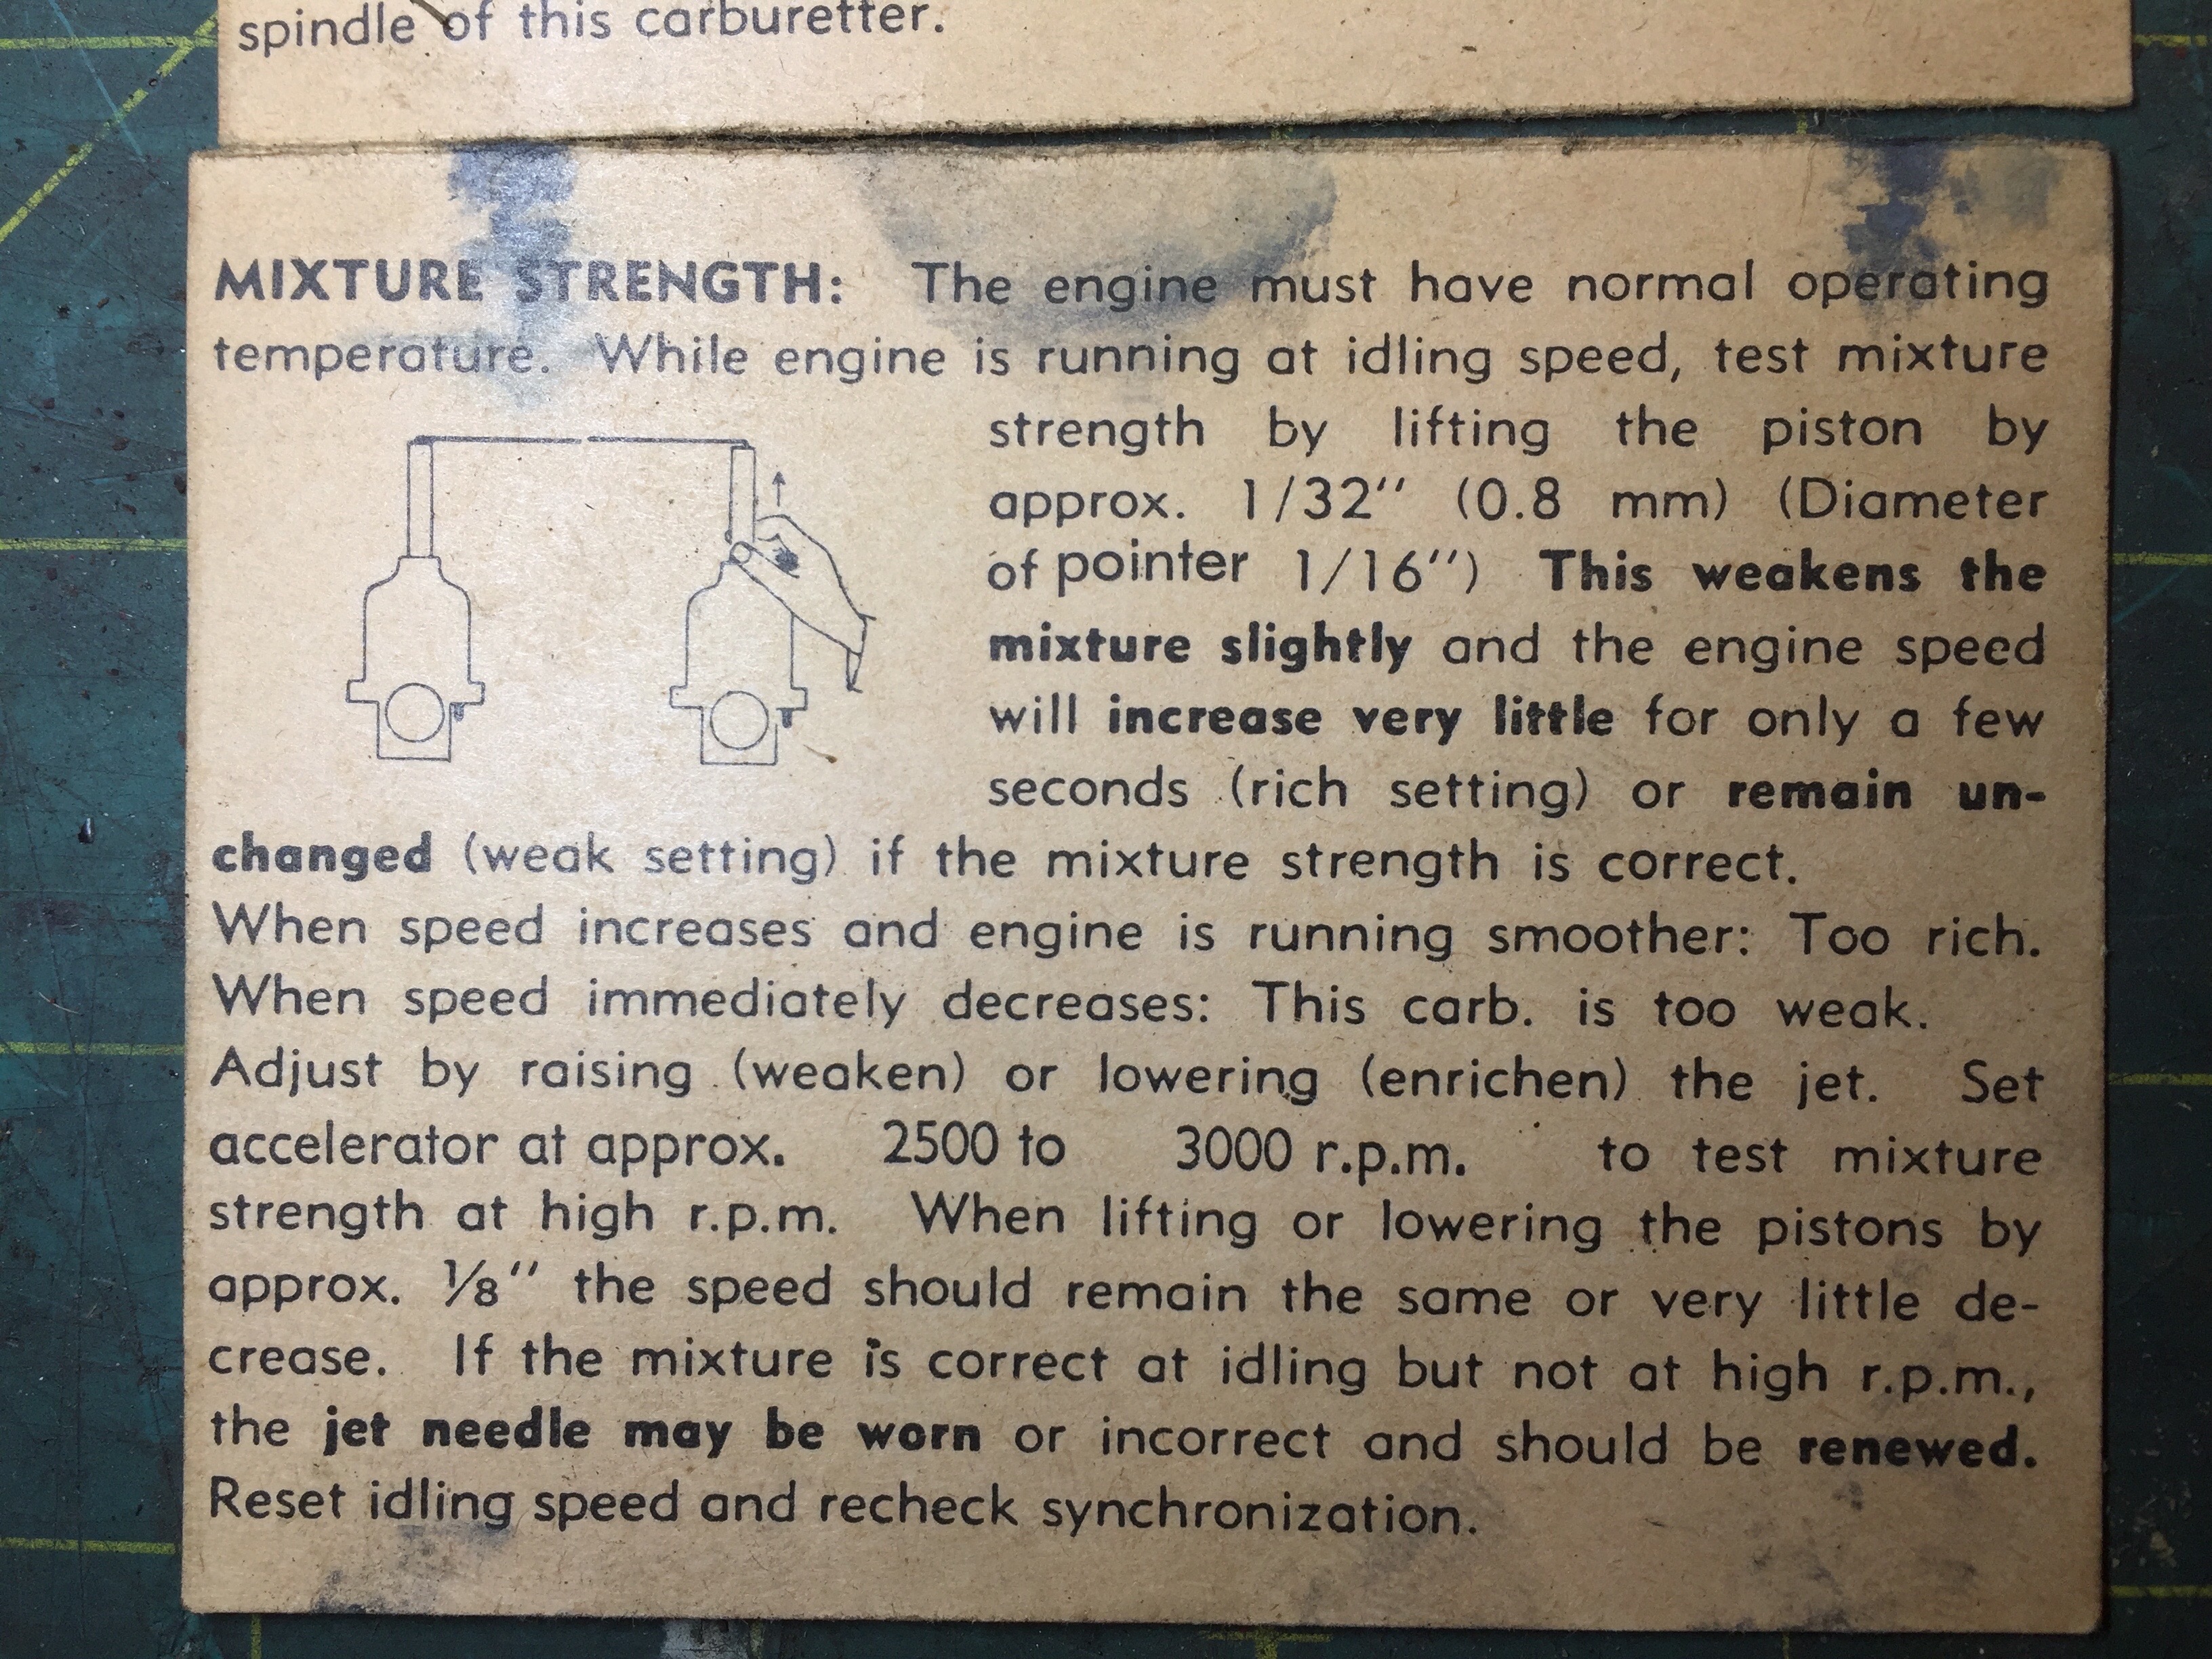 spindle of this carburetter.
MIXTURE STRENGTH: The engine must have normal operating
temperature. While engine is running at idling speed, test mixture
strength by lifting the piston by
approx. 1/32" (0.8 mm) (Diameter
of pointer 1/16") This weakens the
mixture slightly and the engine speed
will increase very little for only a few
seconds (rich setting) or remain un-
changed (weak setting) if the mixture strength is correct.
When speed increases and engine is running smoother: Too rich.
When speed immediately decreases: This carb. is too weak.
Adjust by raising (weaken) or lowering (enrichen) the jet. Set
accelerator at approx. 2500 to 3000 r.p.m. to test mixture
strength at high r.p.m. When lifting or lowering the pistons by
approx. ⅛" the speed should remain the same or very little de-
crease. If the mixture is correct at idling but not at high r.p.m.,
the jet needle may be worn or incorrect and should be renewed.
Reset idling speed and recheck synchronization.